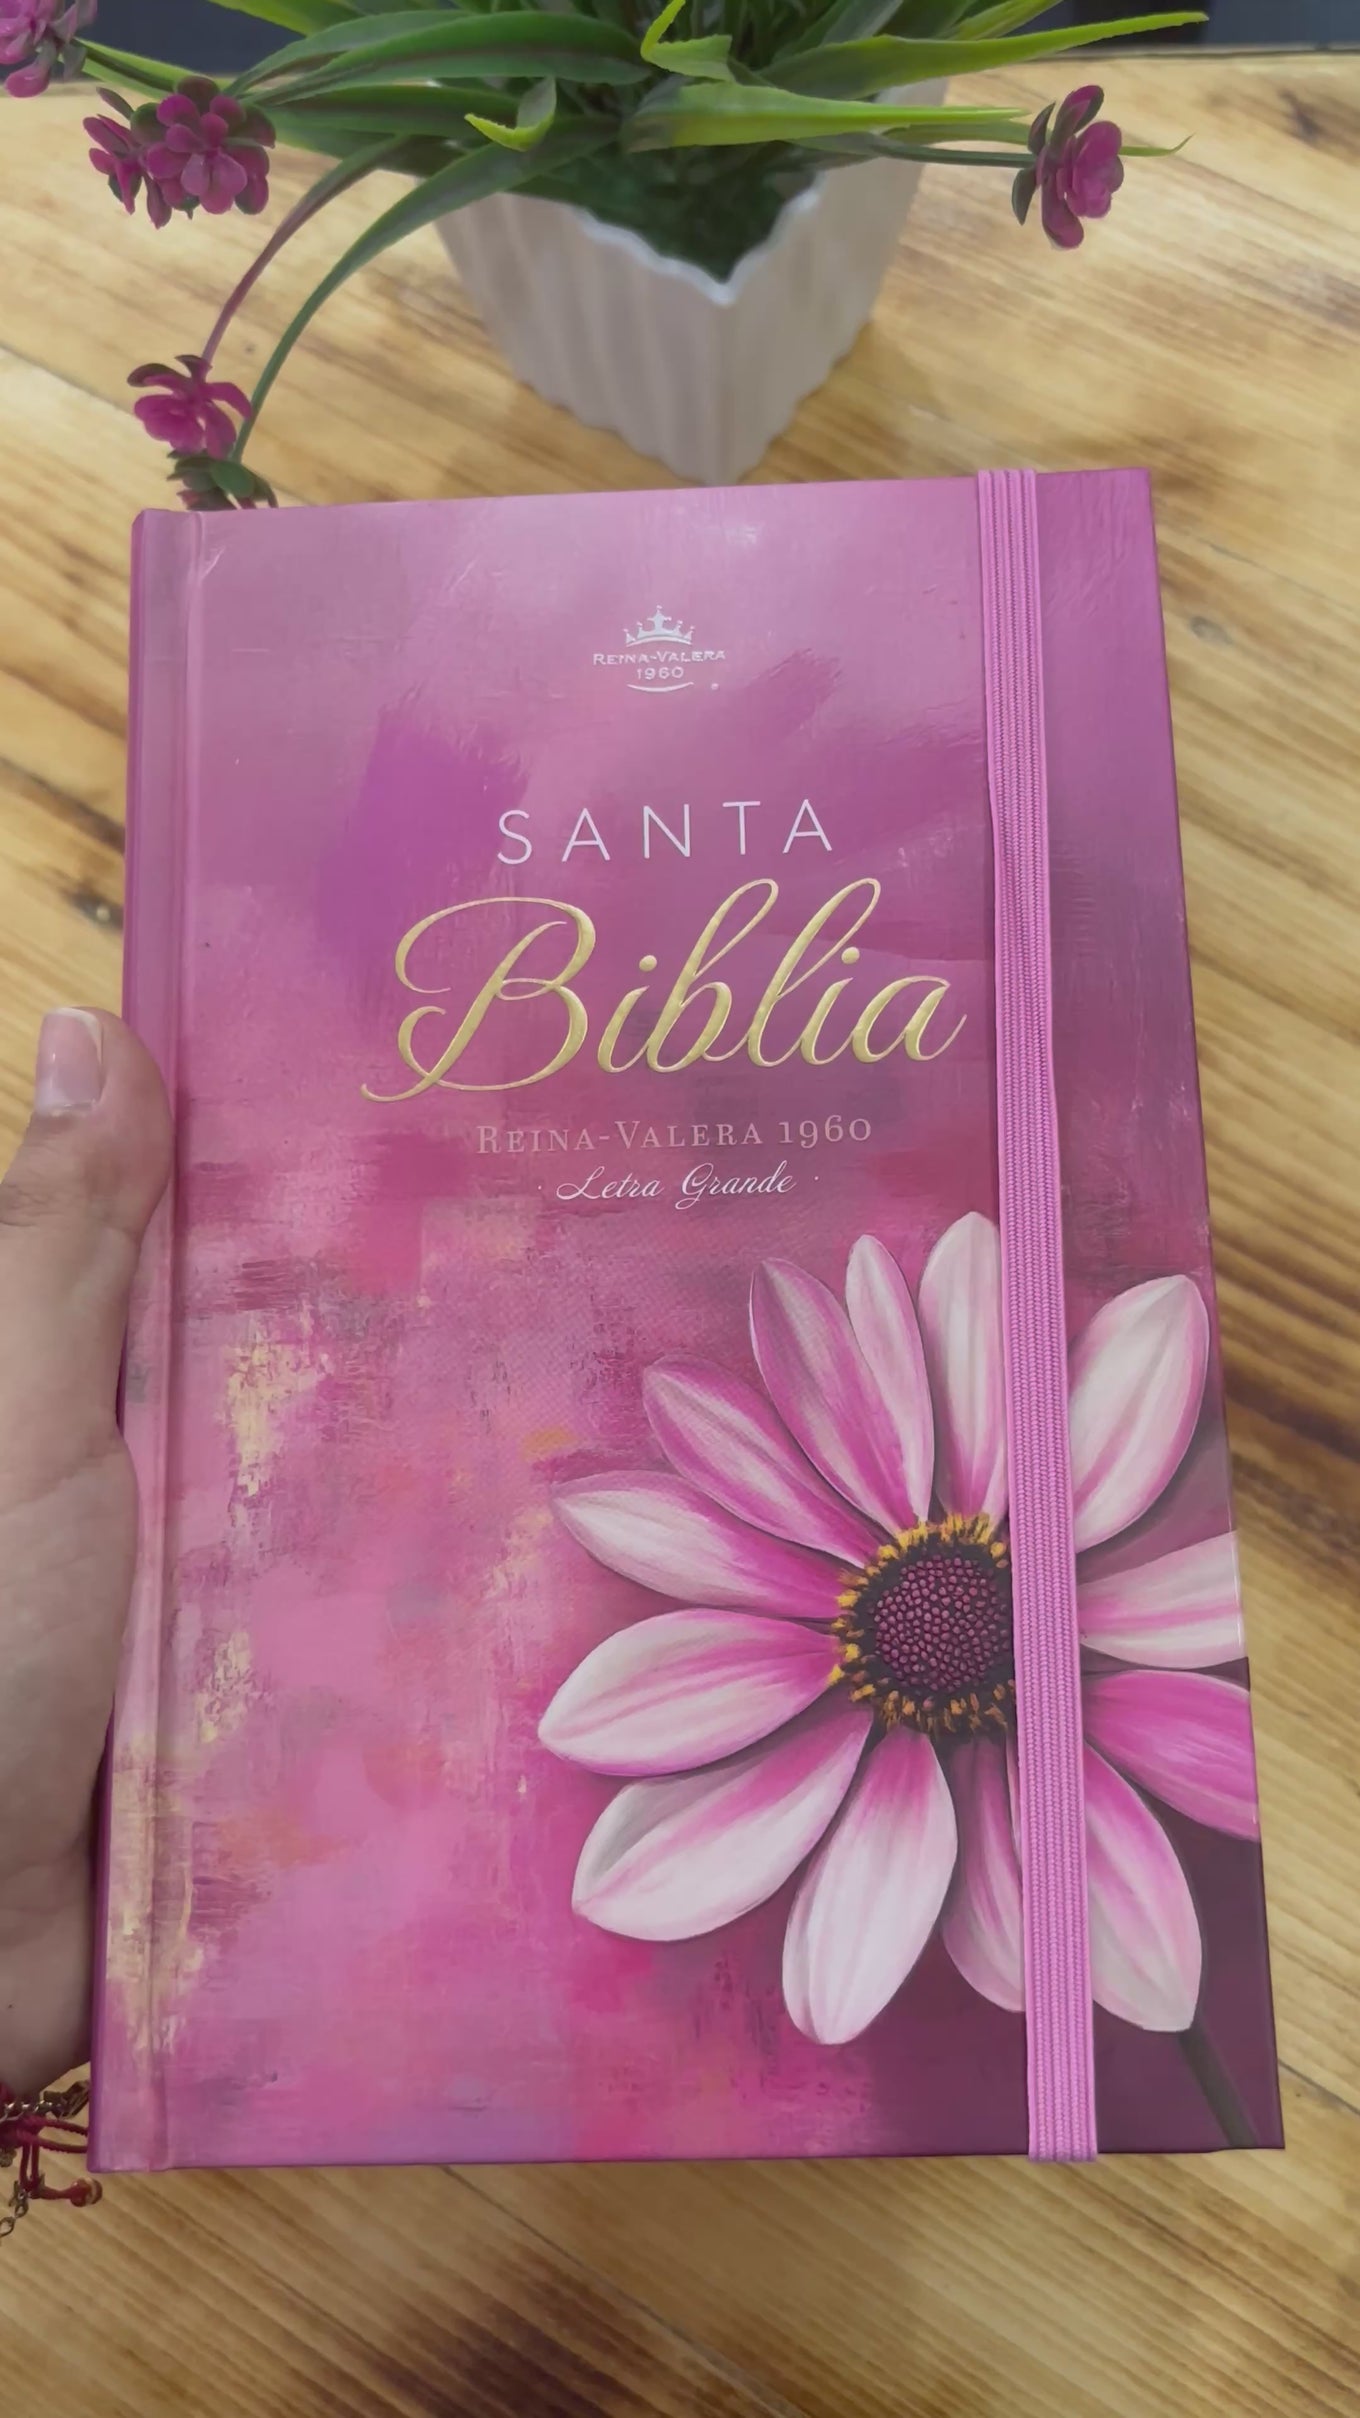 REINA-VALERA
1960
SANTA
Biblia
REINA-VALERA 1960
· Letra Grande ·